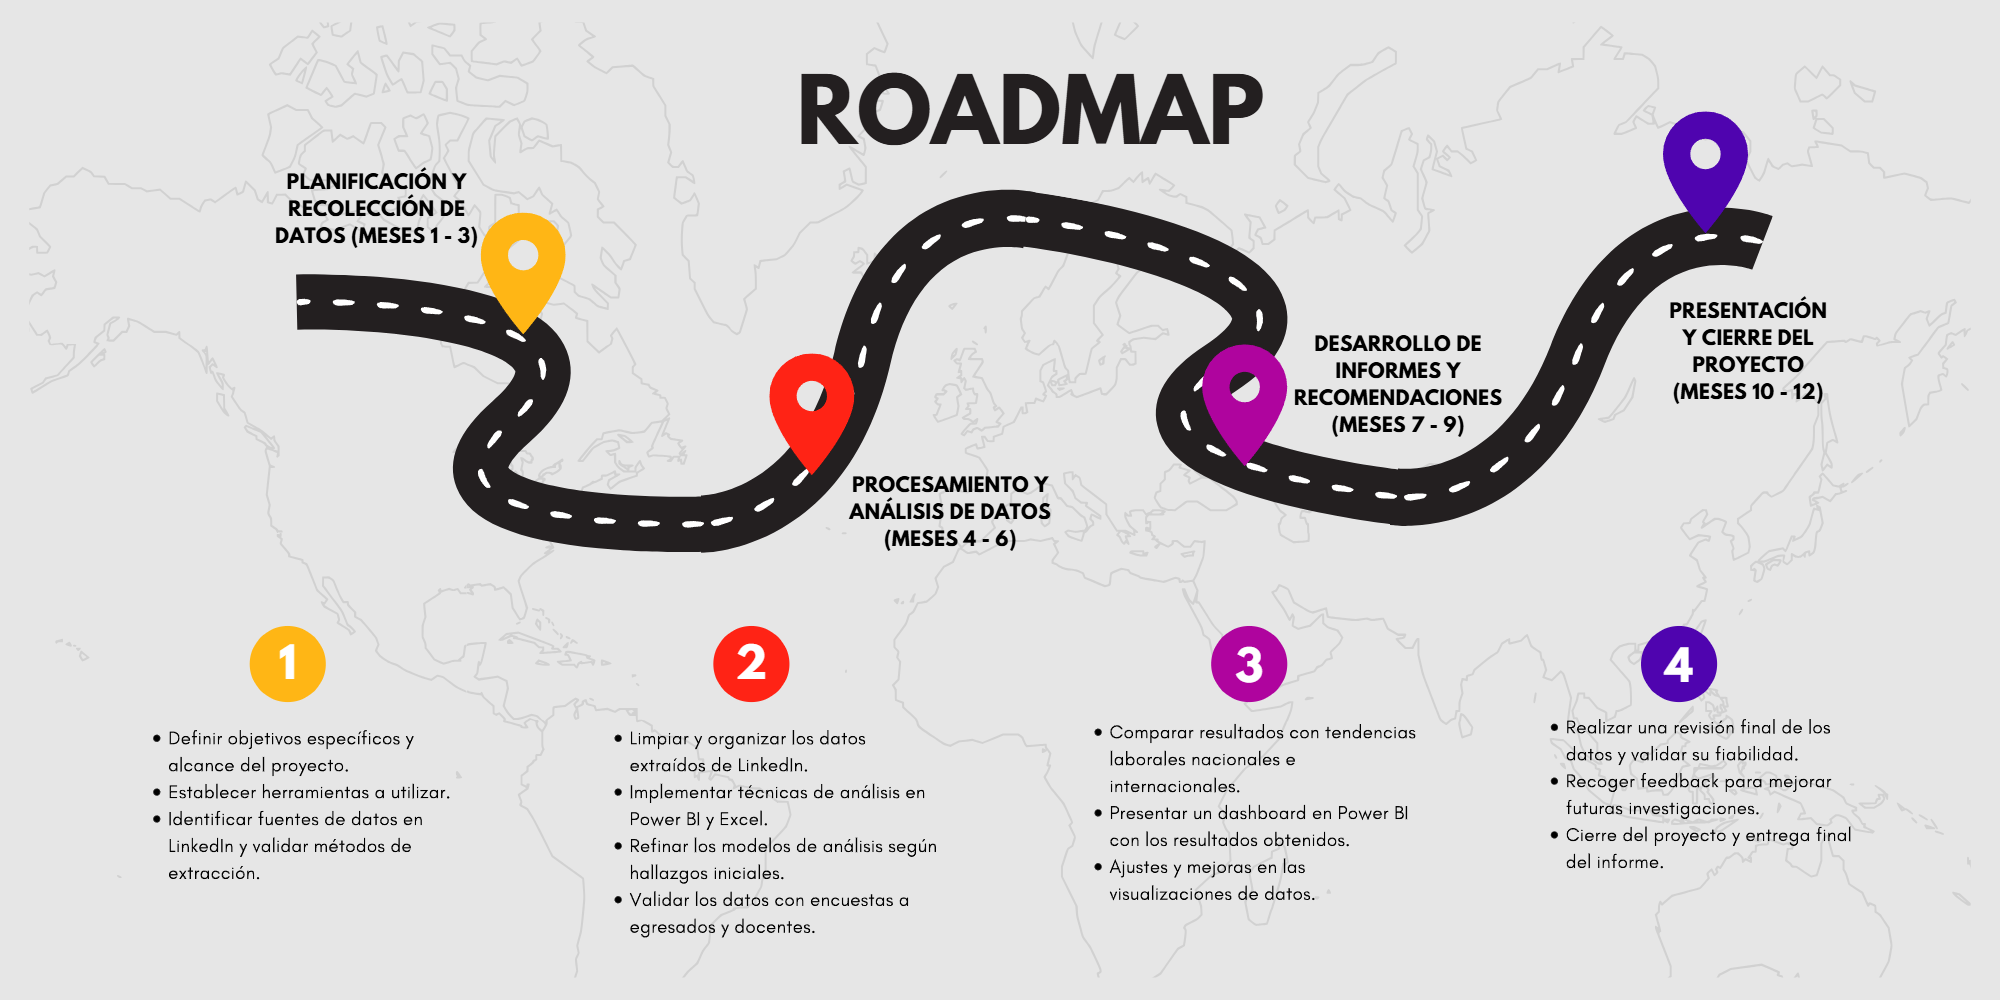 ROADMAP
PLANIFICACIÓN Y
RECOLECCIÓN DE
DATOS (MESES 1 - 3)
PROCESAMIENTO Y
ANÁLISIS DE DATOS
(MESES 4 - 6)
DESARROLLO DE
INFORMES Y
RECOMENDACIONES
(MESES 7 - 9)
PRESENTACIÓN
Y CIERRE DEL
PROYECTO
(MESES 10 - 12)
1
• Definir objetivos específicos y
alcance del proyecto.
• Establecer herramientas a utilizar.
• Identificar fuentes de datos en
LinkedIn y validar métodos de
extracción.
2
• Limpiar y organizar los datos
extraídos de LinkedIn.
• Implementar técnicas de análisis en
Power BI y Excel.
• Refinar los modelos de análisis según
hallazgos iniciales.
• Validar los datos con encuestas a
egresados y docentes.
3
• Comparar resultados con tendencias
laborales nacionales e
internacionales.
• Presentar un dashboard en Power BI
con los resultados obtenidos.
• Ajustes y mejoras en las
visualizaciones de datos.
4
• Realizar una revisión final de los
datos y validar su fiabilidad.
• Recoger feedback para mejorar
futuras investigaciones.
• Cierre del proyecto y entrega final
del informe.